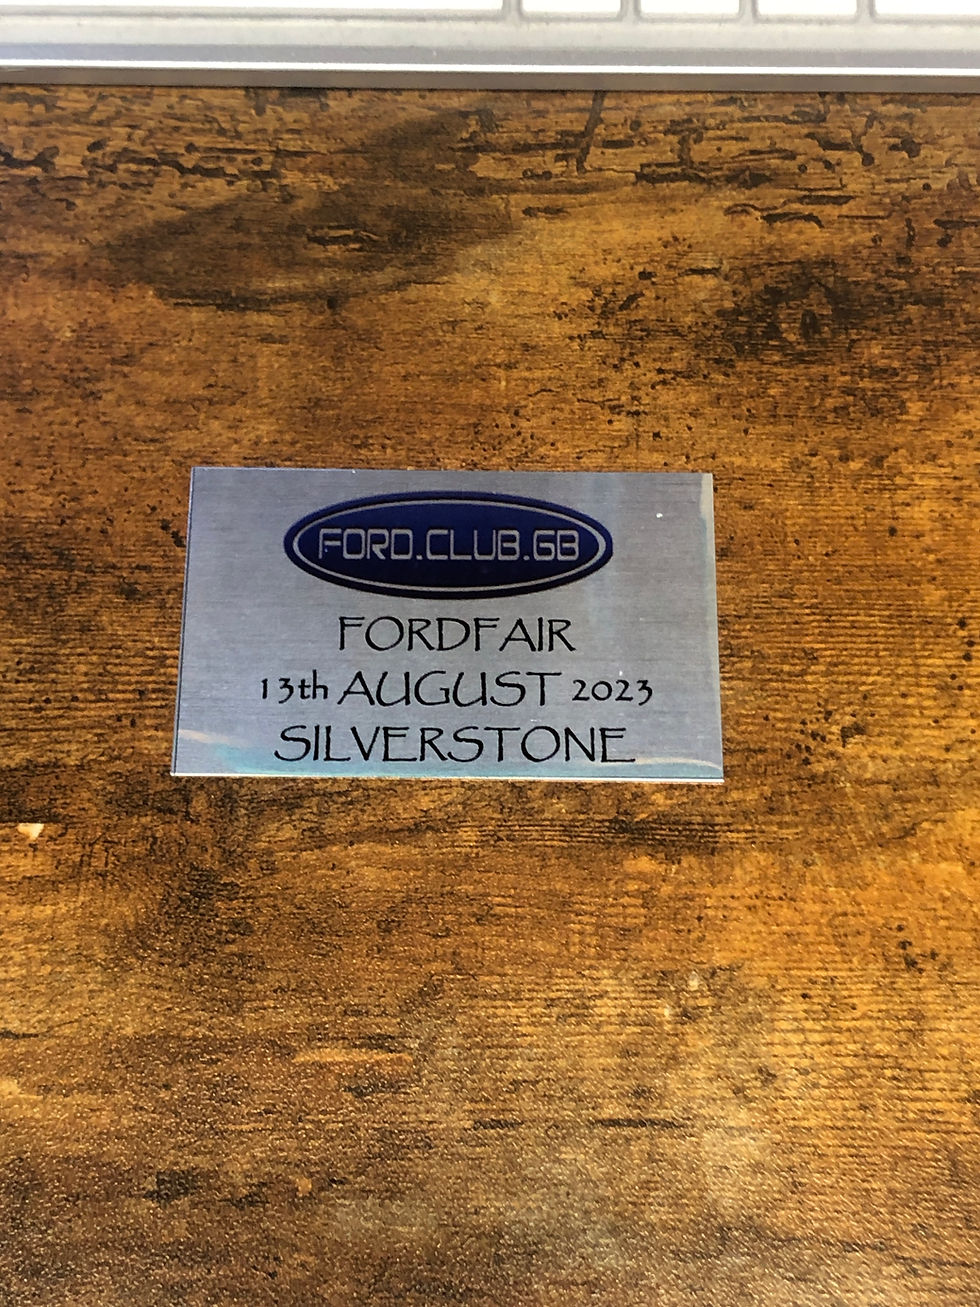 FORD.CLUB.GB
FORDFAIR
13th AUGUST 2023
SILVERSTONE